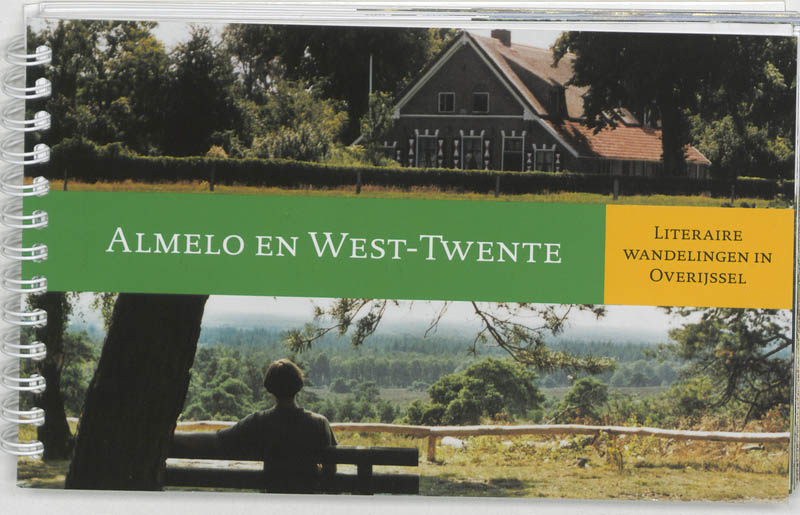 Almelo en West-Twente
Literaire
wandelingen in
Overijssel